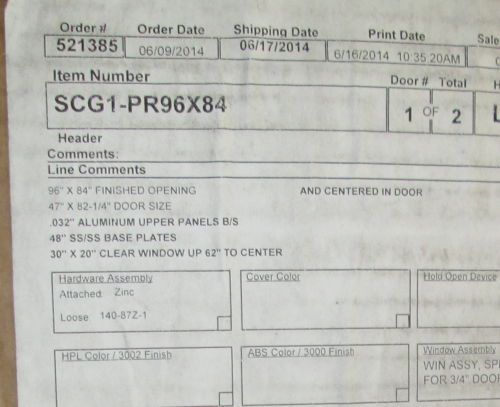 Order # Order Date Shipping Date Print Date Sale
521385 06/09/2014 06/17/2014 6/16/2014 10:35:20AM
Item Number Door # Total
SCG1-PR96X84 1 OF 2
Header
Comments:
Line Comments
96" X 84" FINISHED OPENING AND CENTERED IN DOOR
47" X 82-1/4" DOOR SIZE
.032" ALUMINUM UPPER PANELS B/S
48" SS/SS BASE PLATES
30" X 20" CLEAR WINDOW UP 62" TO CENTER
Hardware Assembly Cover Color Hold Open Device
Attached Zinc
Loose 140-87Z-1
HPL Color / 3002 Finish ABS Color / 3000 Finish Window Assembly
WIN ASSY, SP
FOR 3/4" DOO